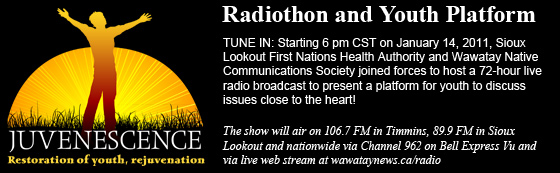 Radiothon and Youth Platform
TUNE IN: Starting 6 pm CST on January 14, 2011, Sioux
Lookout First Nations Health Authority and Wawatay Native
Communications Society joined forces to host a 72-hour live
radio broadcast to present a platform for youth to discuss
issues close to the heart!
The show will air on 106.7 FM in Timmins, 89.9 FM in Sioux
Lookout and nationwide via Channel 962 on Bell Express Vu and
via live web stream at wawataynews.ca/radio
JUVENESCENCE
Restoration of youth, rejuvenation